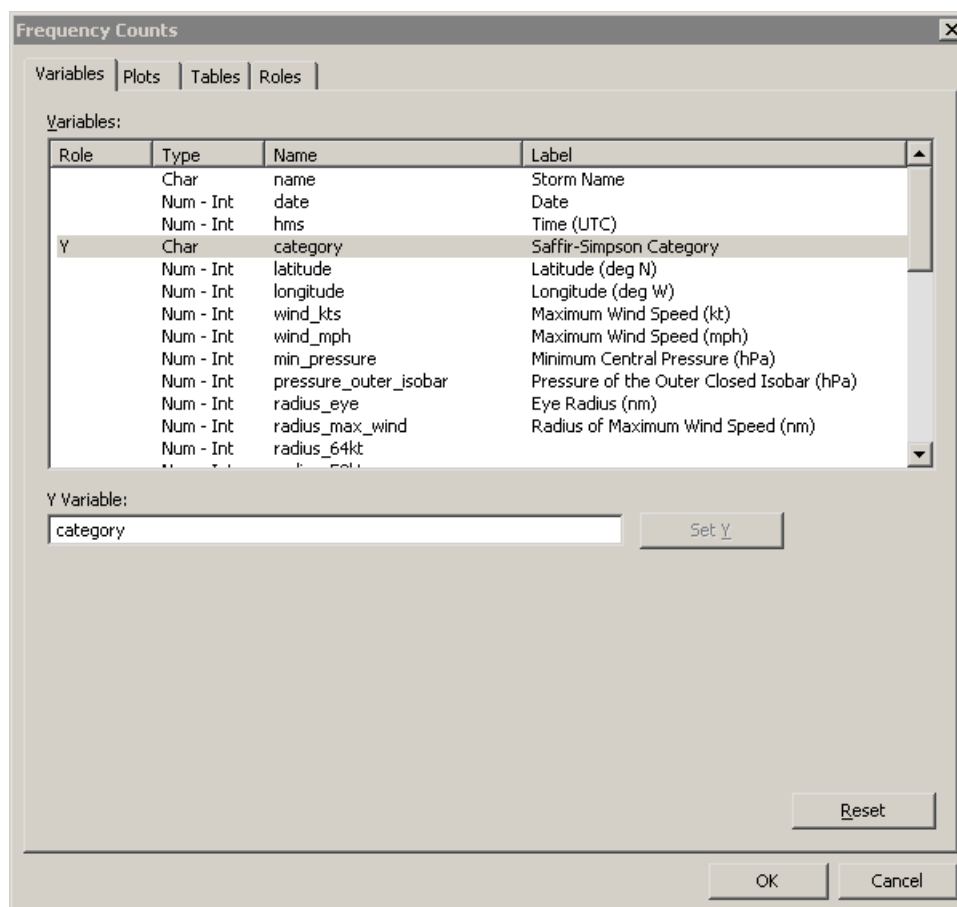 Frequency Counts
Variables Plots Tables Roles
Variables:
Role Type Name Label
Char name Storm Name
Num - Int date Date
Num - Int hms Time (UTC)
Y Char category Saffir-Simpson Category
Num - Int latitude Latitude (deg N)
Num - Int longitude Longitude (deg W)
Num - Int wind_kts Maximum Wind Speed (kt)
Num - Int wind_mph Maximum Wind Speed (mph)
Num - Int min_pressure Minimum Central Pressure (hPa)
Num - Int pressure_outer_isobar Pressure of the Outer Closed Isobar (hPa)
Num - Int radius_eye Eye Radius (nm)
Num - Int radius_max_wind Radius of Maximum Wind Speed (nm)
Num - Int radius_64kt
Y Variable:
category Set Y
Reset
OK Cancel